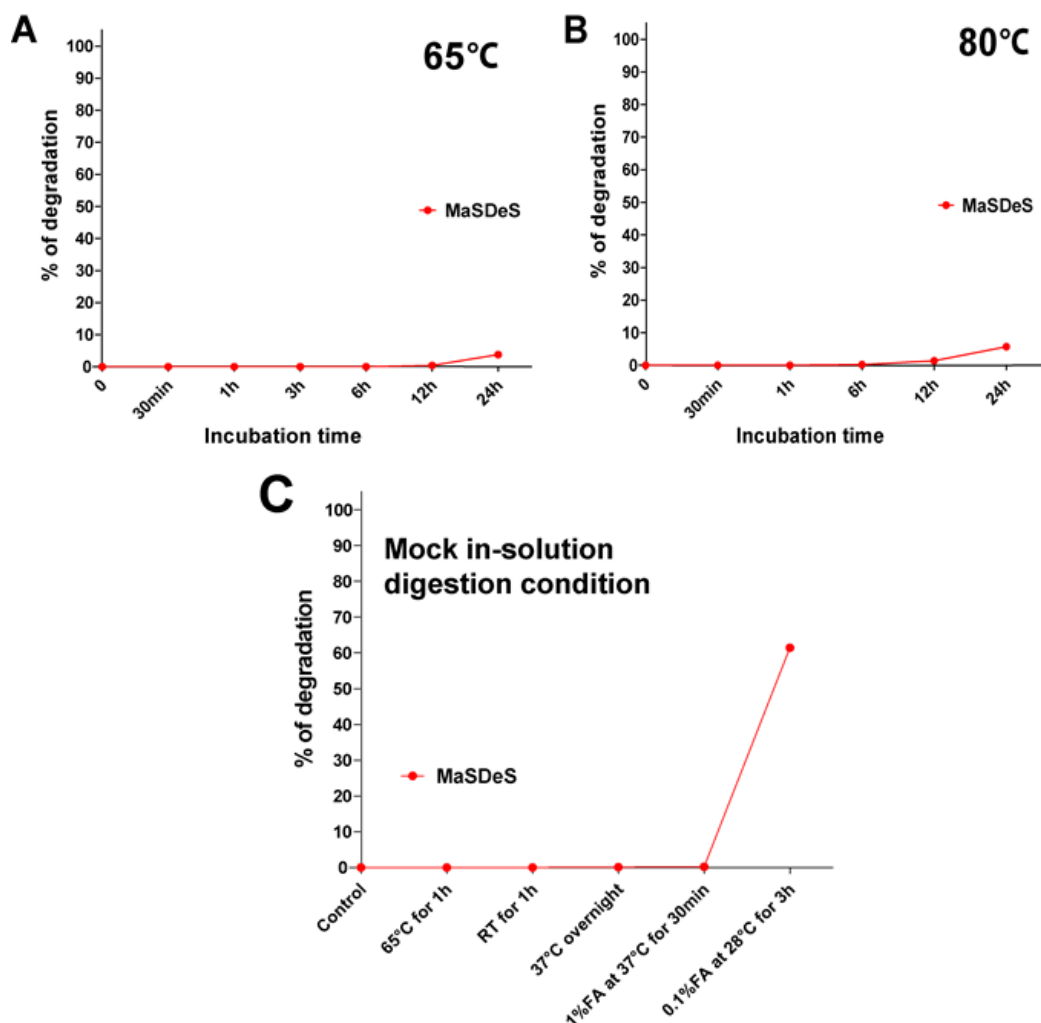 A
65°C
100
90
80
70
60
50
40
30
20
10
0
% of degradation
MaSDeS
0
30min
1h
3h
6h
12h
24h
Incubation time
B
80°C
100
90
80
70
60
50
40
30
20
10
0
% of degradation
MaSDeS
0
30min
1h
6h
12h
24h
Incubation time
C
Mock in-solution
digestion condition
100
90
80
70
60
50
40
30
20
10
0
% of degradation
MaSDeS
Control
65°C for 1h
RT for 1h
37°C overnight
1%FA at 37°C for 30min
0.1%FA at 28°C for 3h